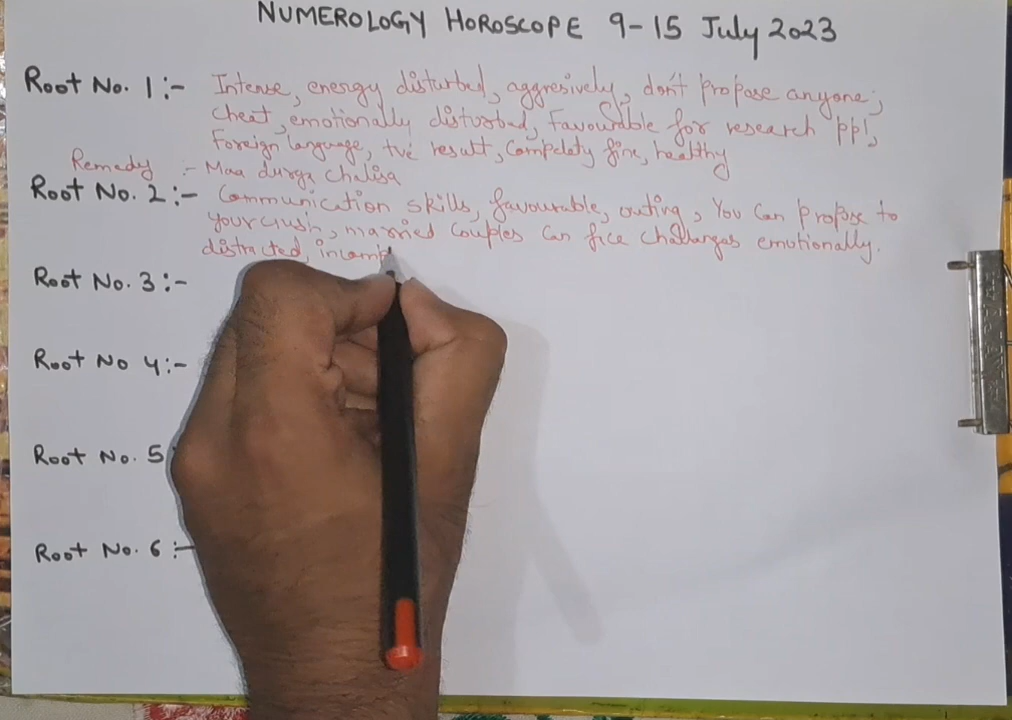 NUMEROLOGY HOROSCOPE 9-15 July 2023
Root No. 1:- Intense, energy disturbed, aggresively, don't propose anyone,
Cheat, emotionally disturbed, Favourable for research ppl,
Foreign language, +ve result, Completely fine, healthy
Remedy :- Maa durga Chalisa
Root No. 2:- Communication skills, favourable, outing, You Can propose to
your crush, married Couples Can fice Challanges emotionally.
distracted, incomp
Root No. 3:-
Root No 4:-
Root No. 5
Root No. 6:-